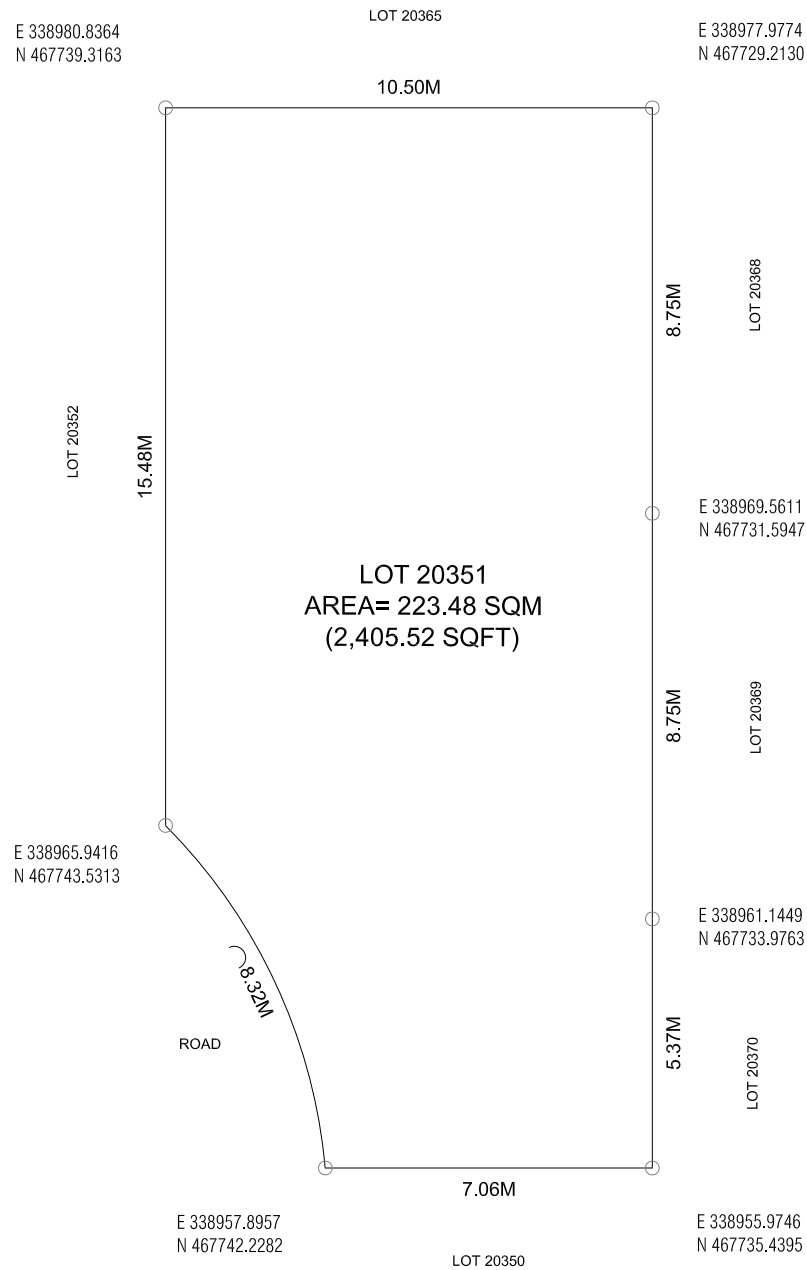 LOT 20365
E 338980.8364
N 467739.3163
E 338977.9774
N 467729.2130
10.50M
LOT 20368
8.75M
LOT 20352
15.48M
E 338969.5611
N 467731.5947
LOT 20351
AREA= 223.48 SQM
(2,405.52 SQFT)
LOT 20369
8.75M
E 338965.9416
N 467743.5313
E 338961.1449
N 467733.9763
8.32M
ROAD
5.37M
LOT 20370
7.06M
E 338957.8957
N 467742.2282
E 338955.9746
N 467735.4395
LOT 20350